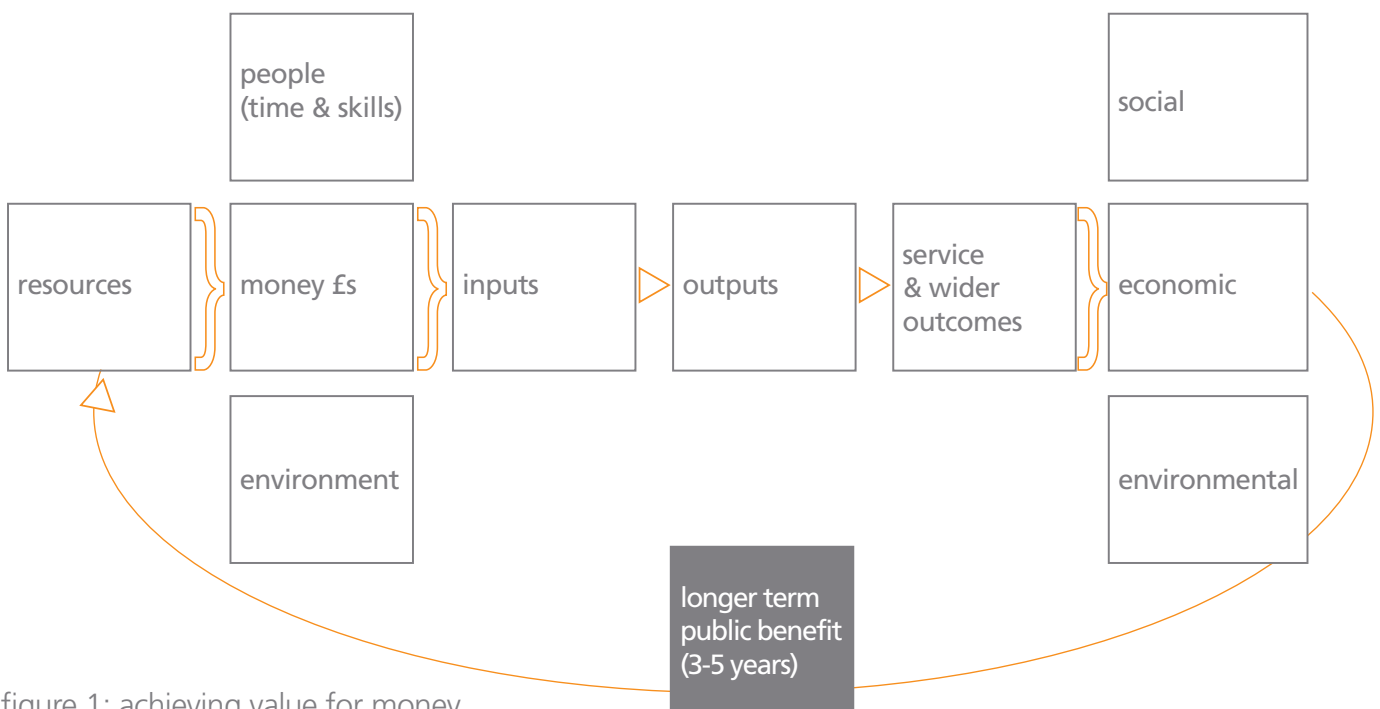 people
(time & skills)
social
resources
money £s
inputs
outputs
service
& wider
outcomes
economic
environment
environmental
longer term
public benefit
(3-5 years)
figure 1: achieving value for money